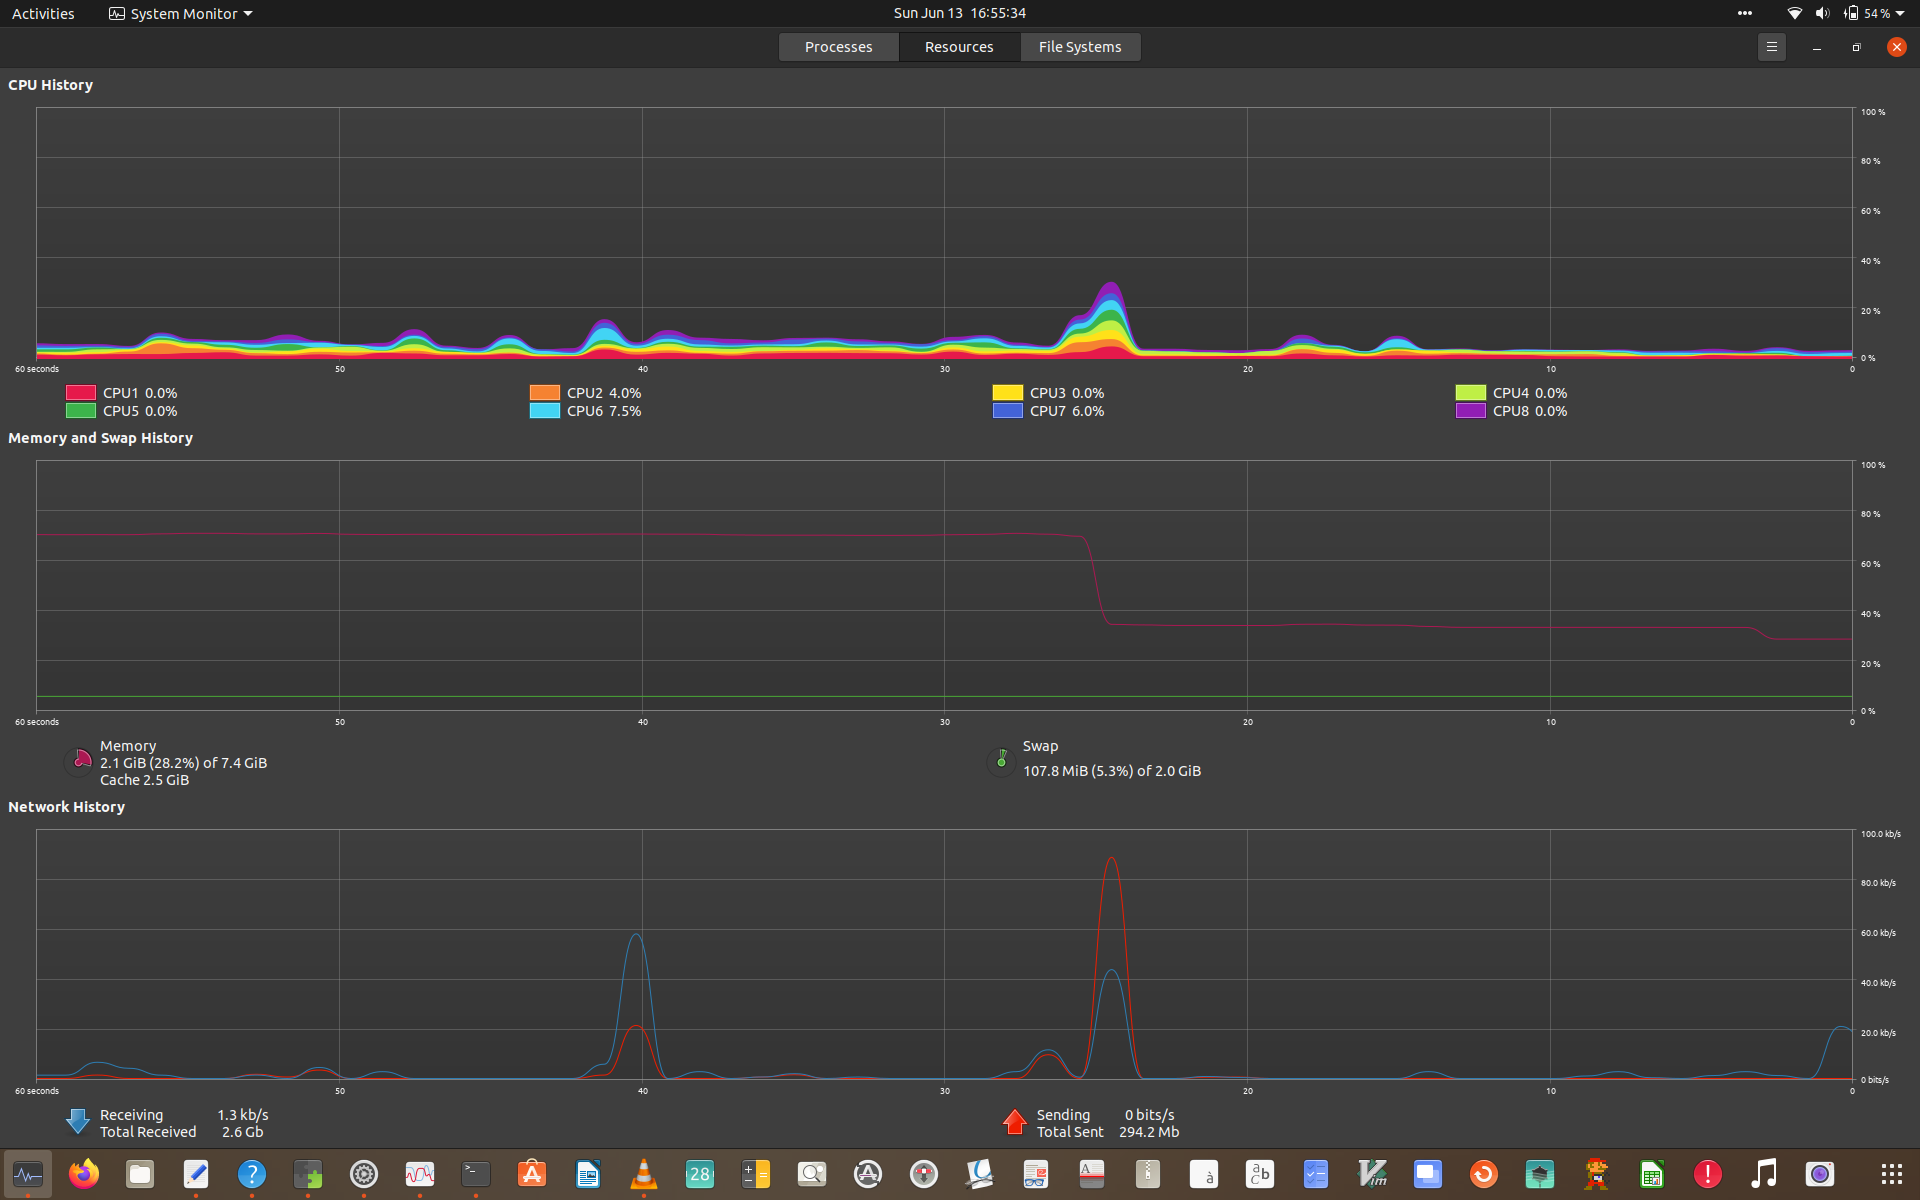 Activities System Monitor Sun Jun 13 16:55:34 54 %
Processes Resources File Systems
CPU History
100 %
80 %
60 %
40 %
20 %
0 %
60 seconds 50 40 30 20 10 0
CPU1 0.0% CPU2 4.0% CPU3 0.0% CPU4 0.0%
CPU5 0.0% CPU6 7.5% CPU7 6.0% CPU8 0.0%
Memory and Swap History
100 %
80 %
60 %
40 %
20 %
0 %
60 seconds 50 40 30 20 10 0
Memory
2.1 GiB (28.2%) of 7.4 GiB
Cache 2.5 GiB
Swap
107.8 MiB (5.3%) of 2.0 GiB
Network History
100.0 kb/s
80.0 kb/s
60.0 kb/s
40.0 kb/s
20.0 kb/s
0 bits/s
60 seconds 50 40 30 20 10 0
Receiving 1.3 kb/s
Total Received 2.6 Gb
Sending 0 bits/s
Total Sent 294.2 Mb
28